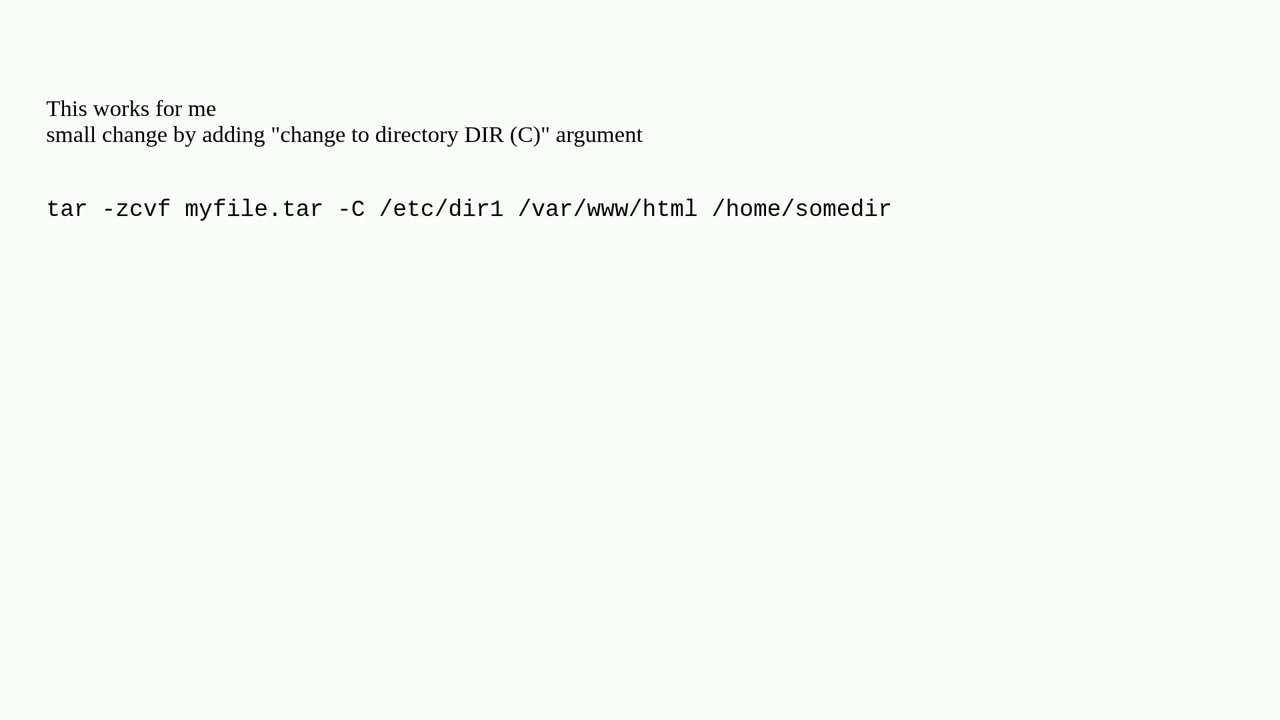 This works for me
small change by adding "change to directory DIR (C)" argument
tar -zcvf myfile.tar -C /etc/dir1 /var/www/html /home/somedir